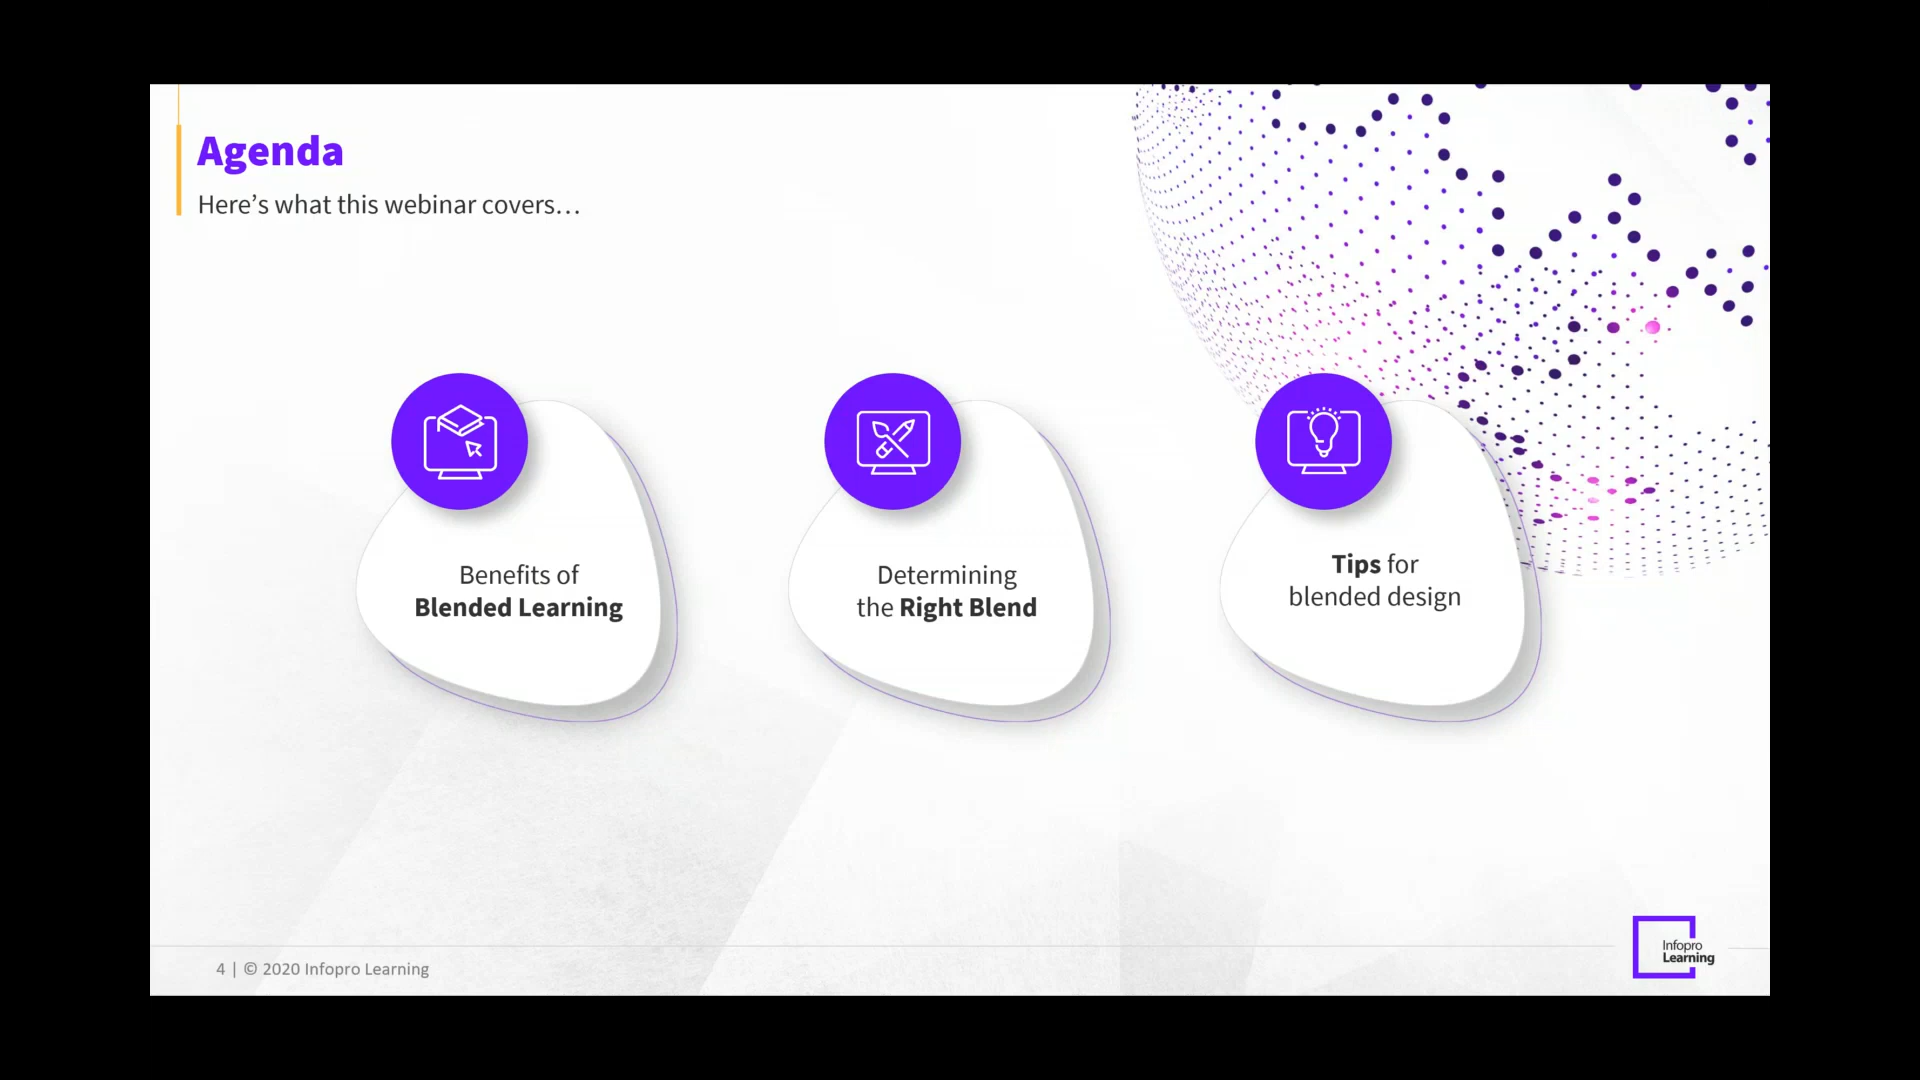 Agenda
Here’s what this webinar covers…
Benefits of
Blended Learning
Determining
the Right Blend
Tips for
blended design
4 | © 2020 Infopro Learning
Infopro
Learning